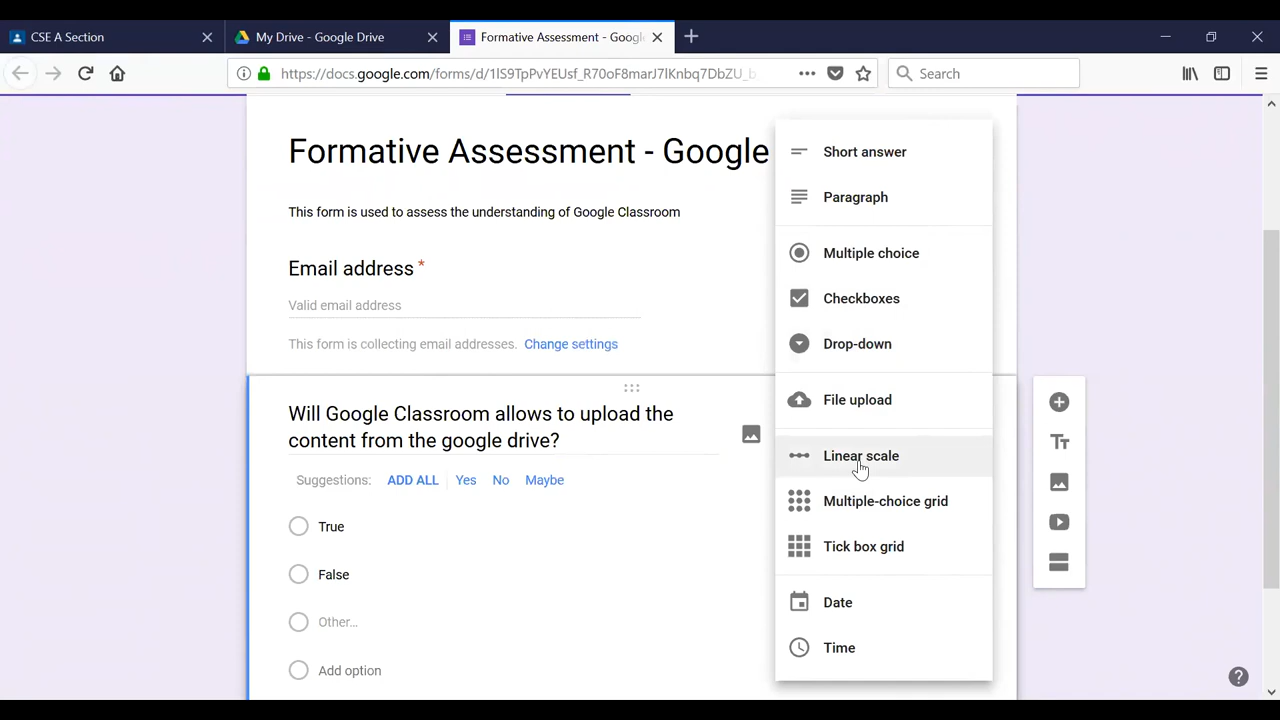 CSE A Section
My Drive - Google Drive
Formative Assessment - Googl
https://docs.google.com/forms/d/1IS9TpPvYEUsf_R70oF8marJ7lKnbq7DbZU_b
Search
Formative Assessment - Google
This form is used to assess the understanding of Google Classroom
Email address *
Valid email address
This form is collecting email addresses. Change settings
Will Google Classroom allows to upload the
content from the google drive?
Suggestions: ADD ALL Yes No Maybe
True
False
Other...
Add option
Short answer
Paragraph
Multiple choice
Checkboxes
Drop-down
File upload
Linear scale
Multiple-choice grid
Tick box grid
Date
Time
Tт